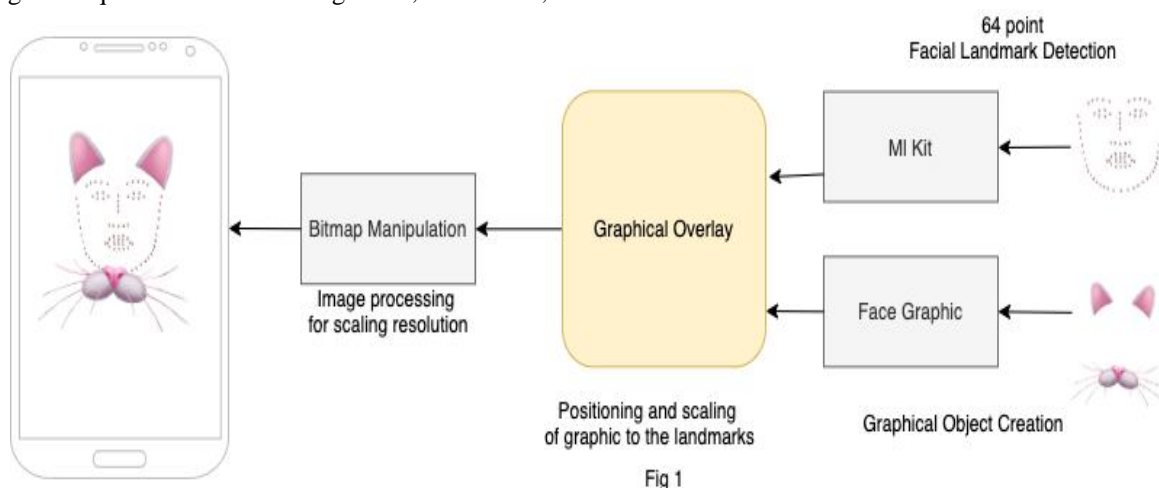 64 point
Facial Landmark Detection
Ml Kit
Bitmap Manipulation
Graphical Overlay
Image processing
for scaling resolution
Face Graphic
Positioning and scaling
of graphic to the landmarks
Graphical Object Creation
Fig 1